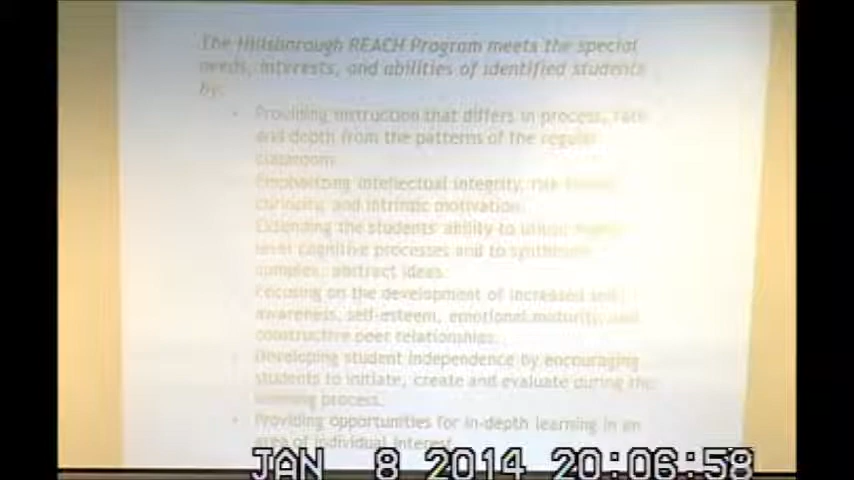 The Hillsborough REACH Program meets the special
needs, interests, and abilities of identified students
by:
Providing instruction that differs in process, rate
and depth from the patterns of the regular
classroom.
Emphasizing intellectual integrity, risk
curiosity, and intrinsic motivation.
Extending the students' ability to utilize
level cognitive processes and to synthesize
complex, abstract ideas.
Focusing on the development of increased self
awareness, self-esteem, emotional maturity, and
constructive peer relationships.
Developing student independence by encouraging
students to initiate, create and evaluate during the
learning process.
Providing opportunities for in-depth learning in an
area of individual interest.
JAN 8 2014 20:06:58